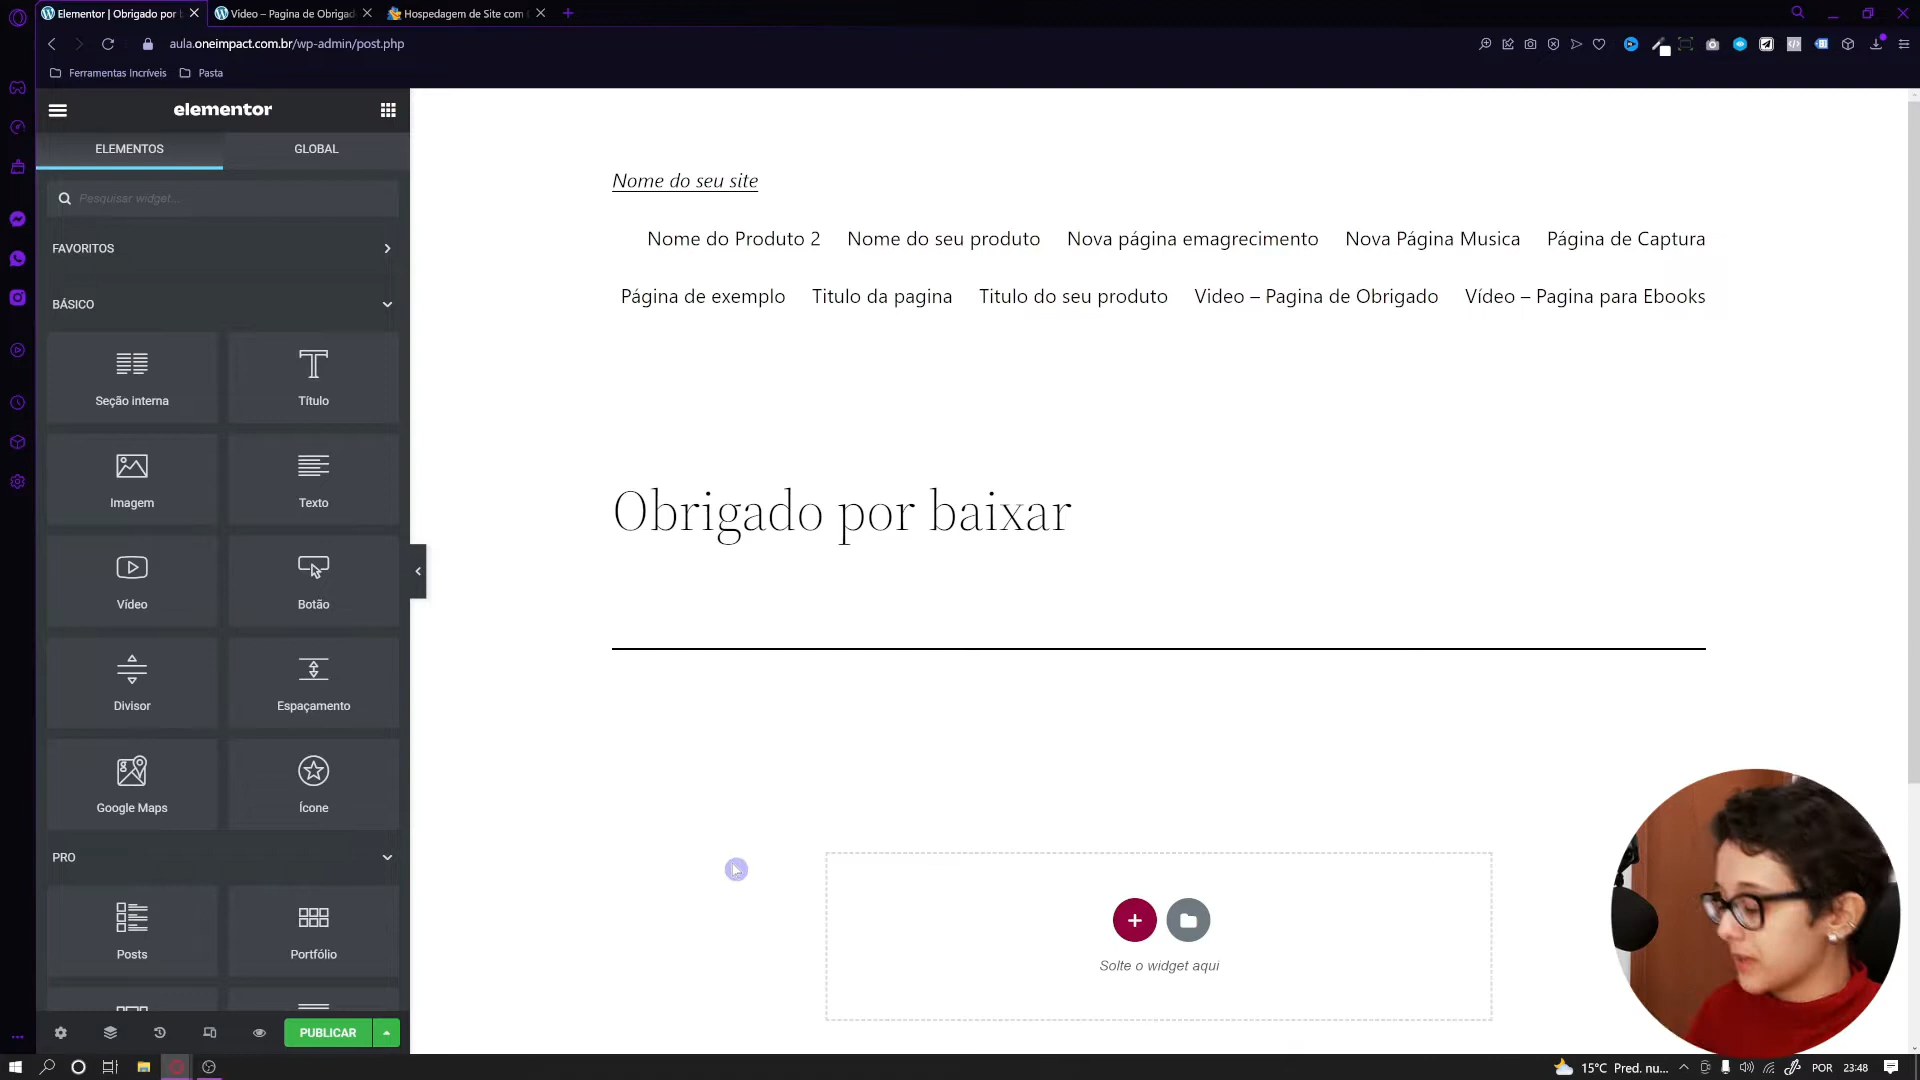 Elementor | Obrigado por b
Video – Pagina de Obrigad
Hospedagem de Site com
aula.oneimpact.com.br/wp-admin/post.php
Ferramentas Incríveis
Pasta
elementor
ELEMENTOS
GLOBAL
Pesquisar widget...
FAVORITOS
BÁSICO
Seção interna
Título
Imagem
Texto
Vídeo
Botão
Divisor
Espaçamento
Google Maps
Ícone
PRO
Posts
Portfólio
PUBLICAR
Nome do seu site
Nome do Produto 2 Nome do seu produto Nova página emagrecimento Nova Página Musica Página de Captura
Página de exemplo Titulo da pagina Titulo do seu produto Video – Pagina de Obrigado Vídeo – Pagina para Ebooks
Obrigado por baixar
Solte o widget aqui
15°C Pred. nu...
POR
23:48